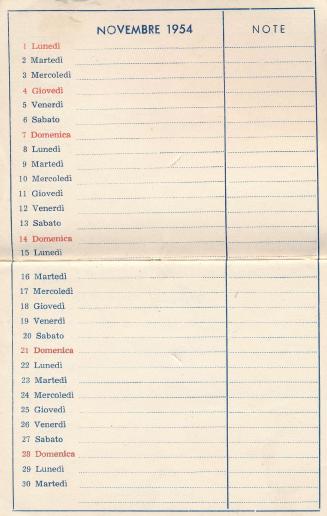 NOVEMBRE 1954 NOTE
1 Lunedì
2 Martedì
3 Mercoledì
4 Giovedì
5 Venerdì
6 Sabato
7 Domenica
8 Lunedì
9 Martedì
10 Mercoledì
11 Giovedì
12 Venerdì
13 Sabato
14 Domenica
15 Lunedì
16 Martedì
17 Mercoledì
18 Giovedì
19 Venerdì
20 Sabato
21 Domenica
22 Lunedì
23 Martedì
24 Mercoledì
25 Giovedì
26 Venerdì
27 Sabato
28 Domenica
29 Lunedì
30 Martedì